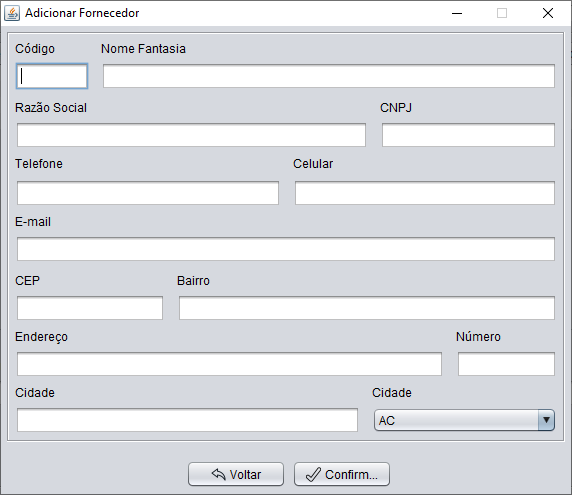 Adicionar Fornecedor
Código Nome Fantasia
Razão Social CNPJ
Telefone Celular
E-mail
CEP Bairro
Endereço Número
Cidade Cidade
AC
Voltar Confirm...